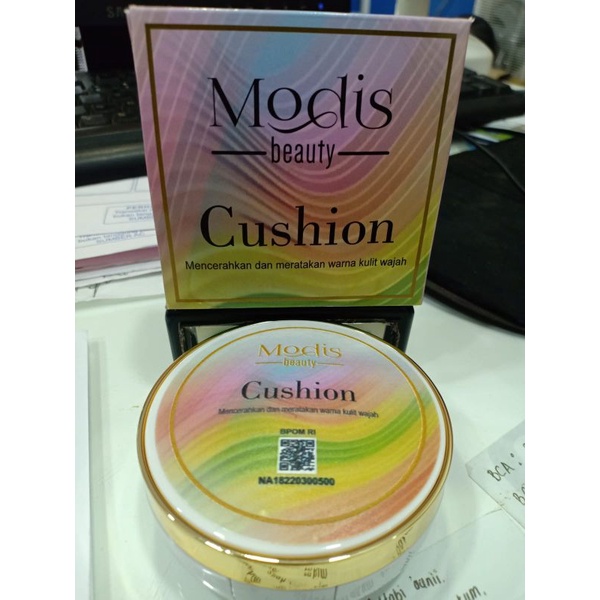 Modis
beauty
Cushion
Mencerahkan dan meratakan warna kulit wajah
Modis
beauty
Cushion
Mencerahkan dan meratakan warna kulit wajah
BPOM RI
NA18220300500
BCA :